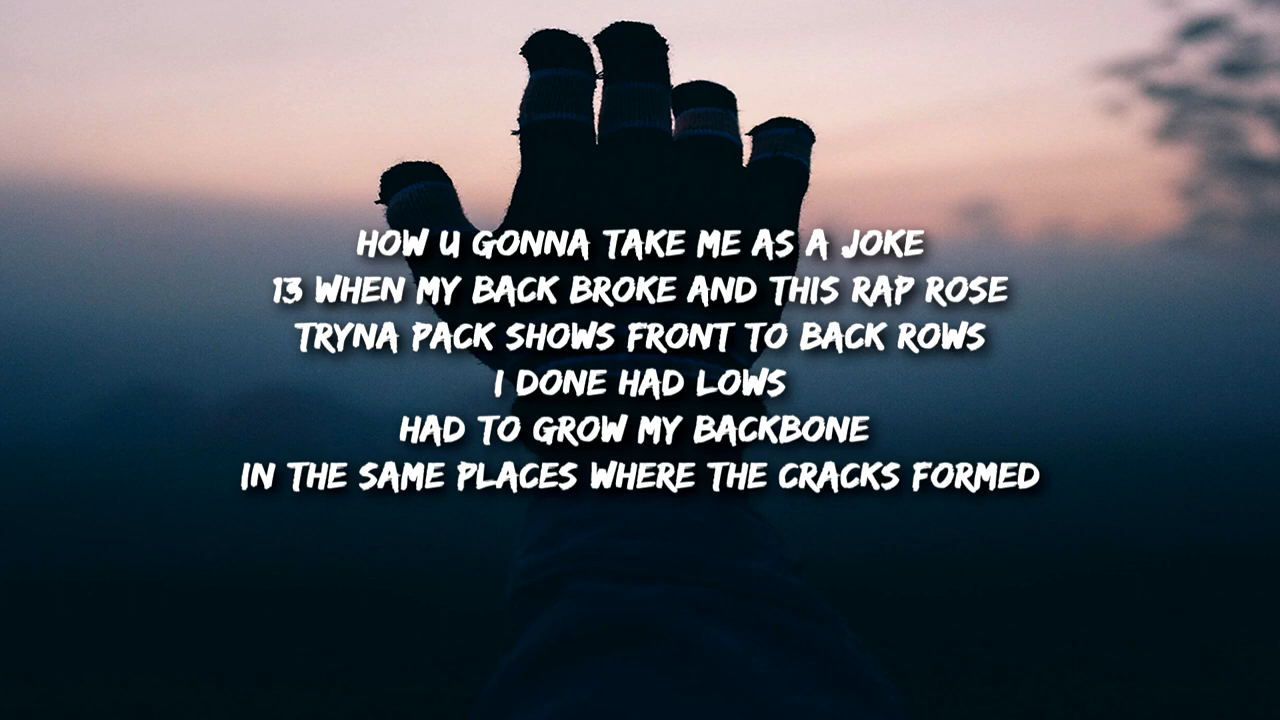 HOW U GONNA TAKE ME AS A JOKE
13 WHEN MY BACK BROKE AND THIS RAP ROSE
TRYNA PACK SHOWS FRONT TO BACK ROWS
I DONE HAD LOWS
HAD TO GROW MY BACKBONE
IN THE SAME PLACES WHERE THE CRACKS FORMED